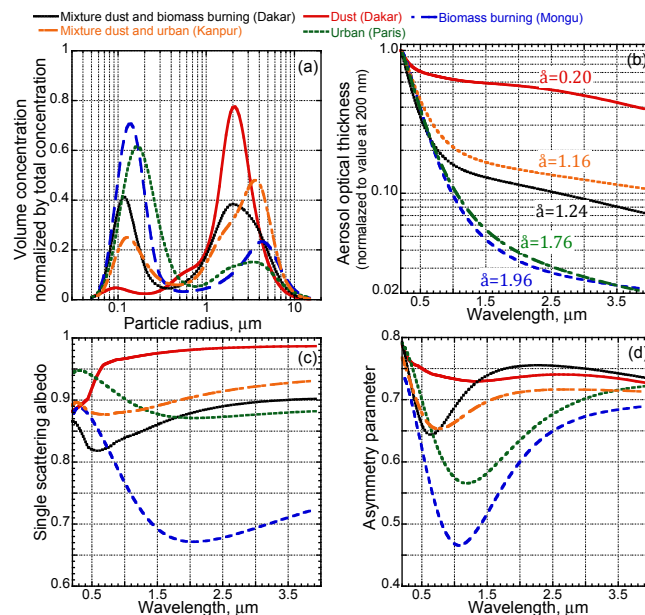 Mixture dust and biomass burning (Dakar) Dust (Dakar) Biomass burning (Mongu)
Mixture dust and urban (Kanpur) Urban (Paris)
(a)
Volume concentration
normalized by total concentration
1
0.8
0.6
0.4
0.2
0
0.1 1 10
Particle radius, μm
(b)
Aerosol optical thickness
(normalazed to value at 200 nm)
1.0
0.10
0.02
å=0.20
å=1.16
å=1.24
å=1.76
å=1.96
0.5 1.5 2.5 3.5
Wavelength, μm
(c)
Single scattering albedo
1
0.9
0.8
0.7
0.6
0.5 1.5 2.5 3.5
Wavelength, μm
(d)
Asymmetry parameter
0.8
0.7
0.6
0.5
0.4
0.5 1.5 2.5 3.5
Wavelength, μm